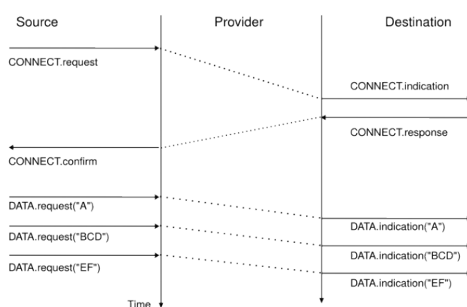 Source Provider Destination
CONNECT.request
CONNECT.indication
CONNECT.response
CONNECT.confirm
DATA.request("A")
DATA.indication("A")
DATA.request("BCD")
DATA.indication("BCD")
DATA.request("EF")
DATA.indication("EF")
Time